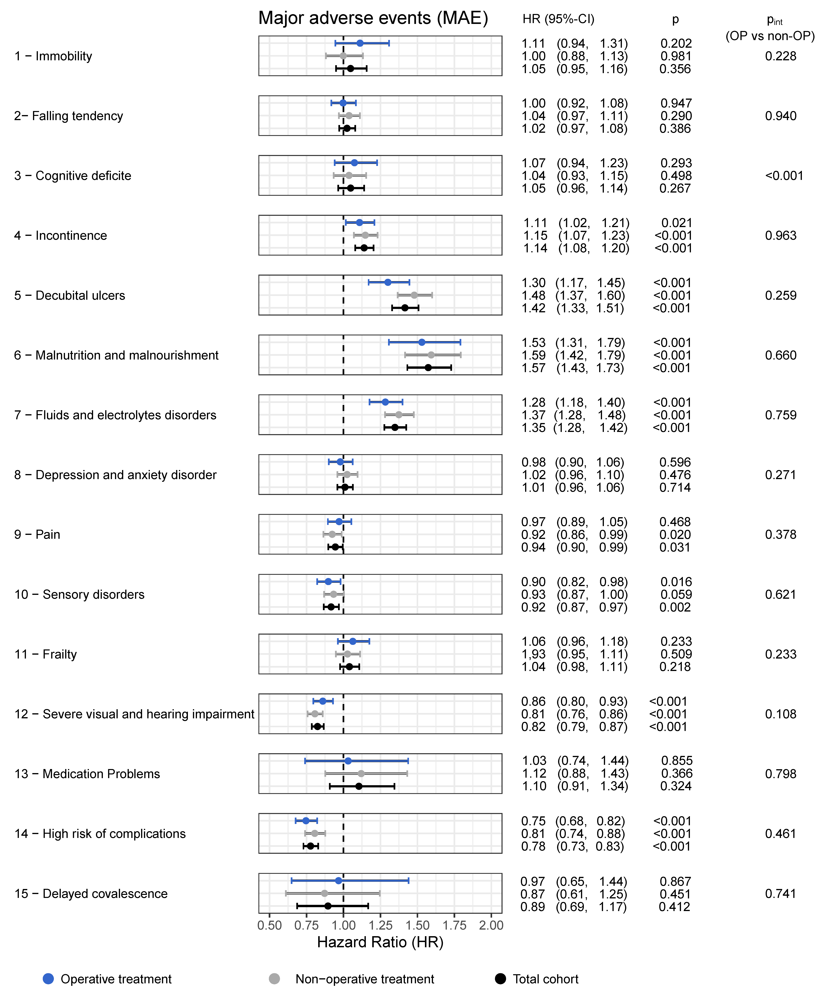 Major adverse events (MAE) HR (95%-CI) p pint
(OP vs non-OP)
1.11 (0.94, 1.31) 0.202
1 − Immobility 1.00 (0.88, 1.13) 0.981 0.228
1.05 (0.95, 1.16) 0.356
1.00 (0.92, 1.08) 0.947
2− Falling tendency 1.04 (0.97, 1.11) 0.290 0.940
1.02 (0.97, 1.08) 0.386
1.07 (0.94, 1.23) 0.293
3 − Cognitive deficite 1.04 (0.93, 1.15) 0.498 <0.001
1.05 (0.96, 1.14) 0.267
1.11 (1.02, 1.21) 0.021
4 − Incontinence 1.15 (1.07, 1.23) <0.001 0.963
1.14 (1.08, 1.20) <0.001
1.30 (1.17, 1.45) <0.001
5 − Decubital ulcers 1.48 (1.37, 1.60) <0.001 0.259
1.42 (1.33, 1.51) <0.001
1.53 (1.31, 1.79) <0.001
6 − Malnutrition and malnourishment 1.59 (1.42, 1.79) <0.001 0.660
1.57 (1.43, 1.73) <0.001
1.28 (1.18, 1.40) <0.001
7 − Fluids and electrolytes disorders 1.37 (1.28, 1.48) <0.001 0.759
1.35 (1.28, 1.42) <0.001
0.98 (0.90, 1.06) 0.596
8 − Depression and anxiety disorder 1.02 (0.96, 1.10) 0.476 0.271
1.01 (0.96, 1.06) 0.714
0.97 (0.89, 1.05) 0.468
9 − Pain 0.92 (0.86, 0.99) 0.020 0.378
0.94 (0.90, 0.99) 0.031
0.90 (0.82, 0.98) 0.016
10 − Sensory disorders 0.93 (0.87, 1.00) 0.059 0.621
0.92 (0.87, 0.97) 0.002
1.06 (0.96, 1.18) 0.233
11 − Frailty 1,93 (0.95, 1.11) 0.509 0.233
1.04 (0.98, 1.11) 0.218
0.86 (0.80, 0.93) <0.001
12 − Severe visual and hearing impairment 0.81 (0.76, 0.86) <0.001 0.108
0.82 (0.79, 0.87) <0.001
1.03 (0.74, 1.44) 0.855
13 − Medication Problems 1.12 (0.88, 1.43) 0.366 0.798
1.10 (0.91, 1.34) 0.324
0.75 (0.68, 0.82) <0.001
14 − High risk of complications 0.81 (0.74, 0.88) <0.001 0.461
0.78 (0.73, 0.83) <0.001
0.97 (0.65, 1.44) 0.867
15 − Delayed covalescence 0.87 (0.61, 1.25) 0.451 0.741
0.89 (0.69, 1.17) 0.412
0.50 0.75 1.00 1.25 1.50 1.75 2.00
Hazard Ratio (HR)
Operative treatment Non−operative treatment Total cohort